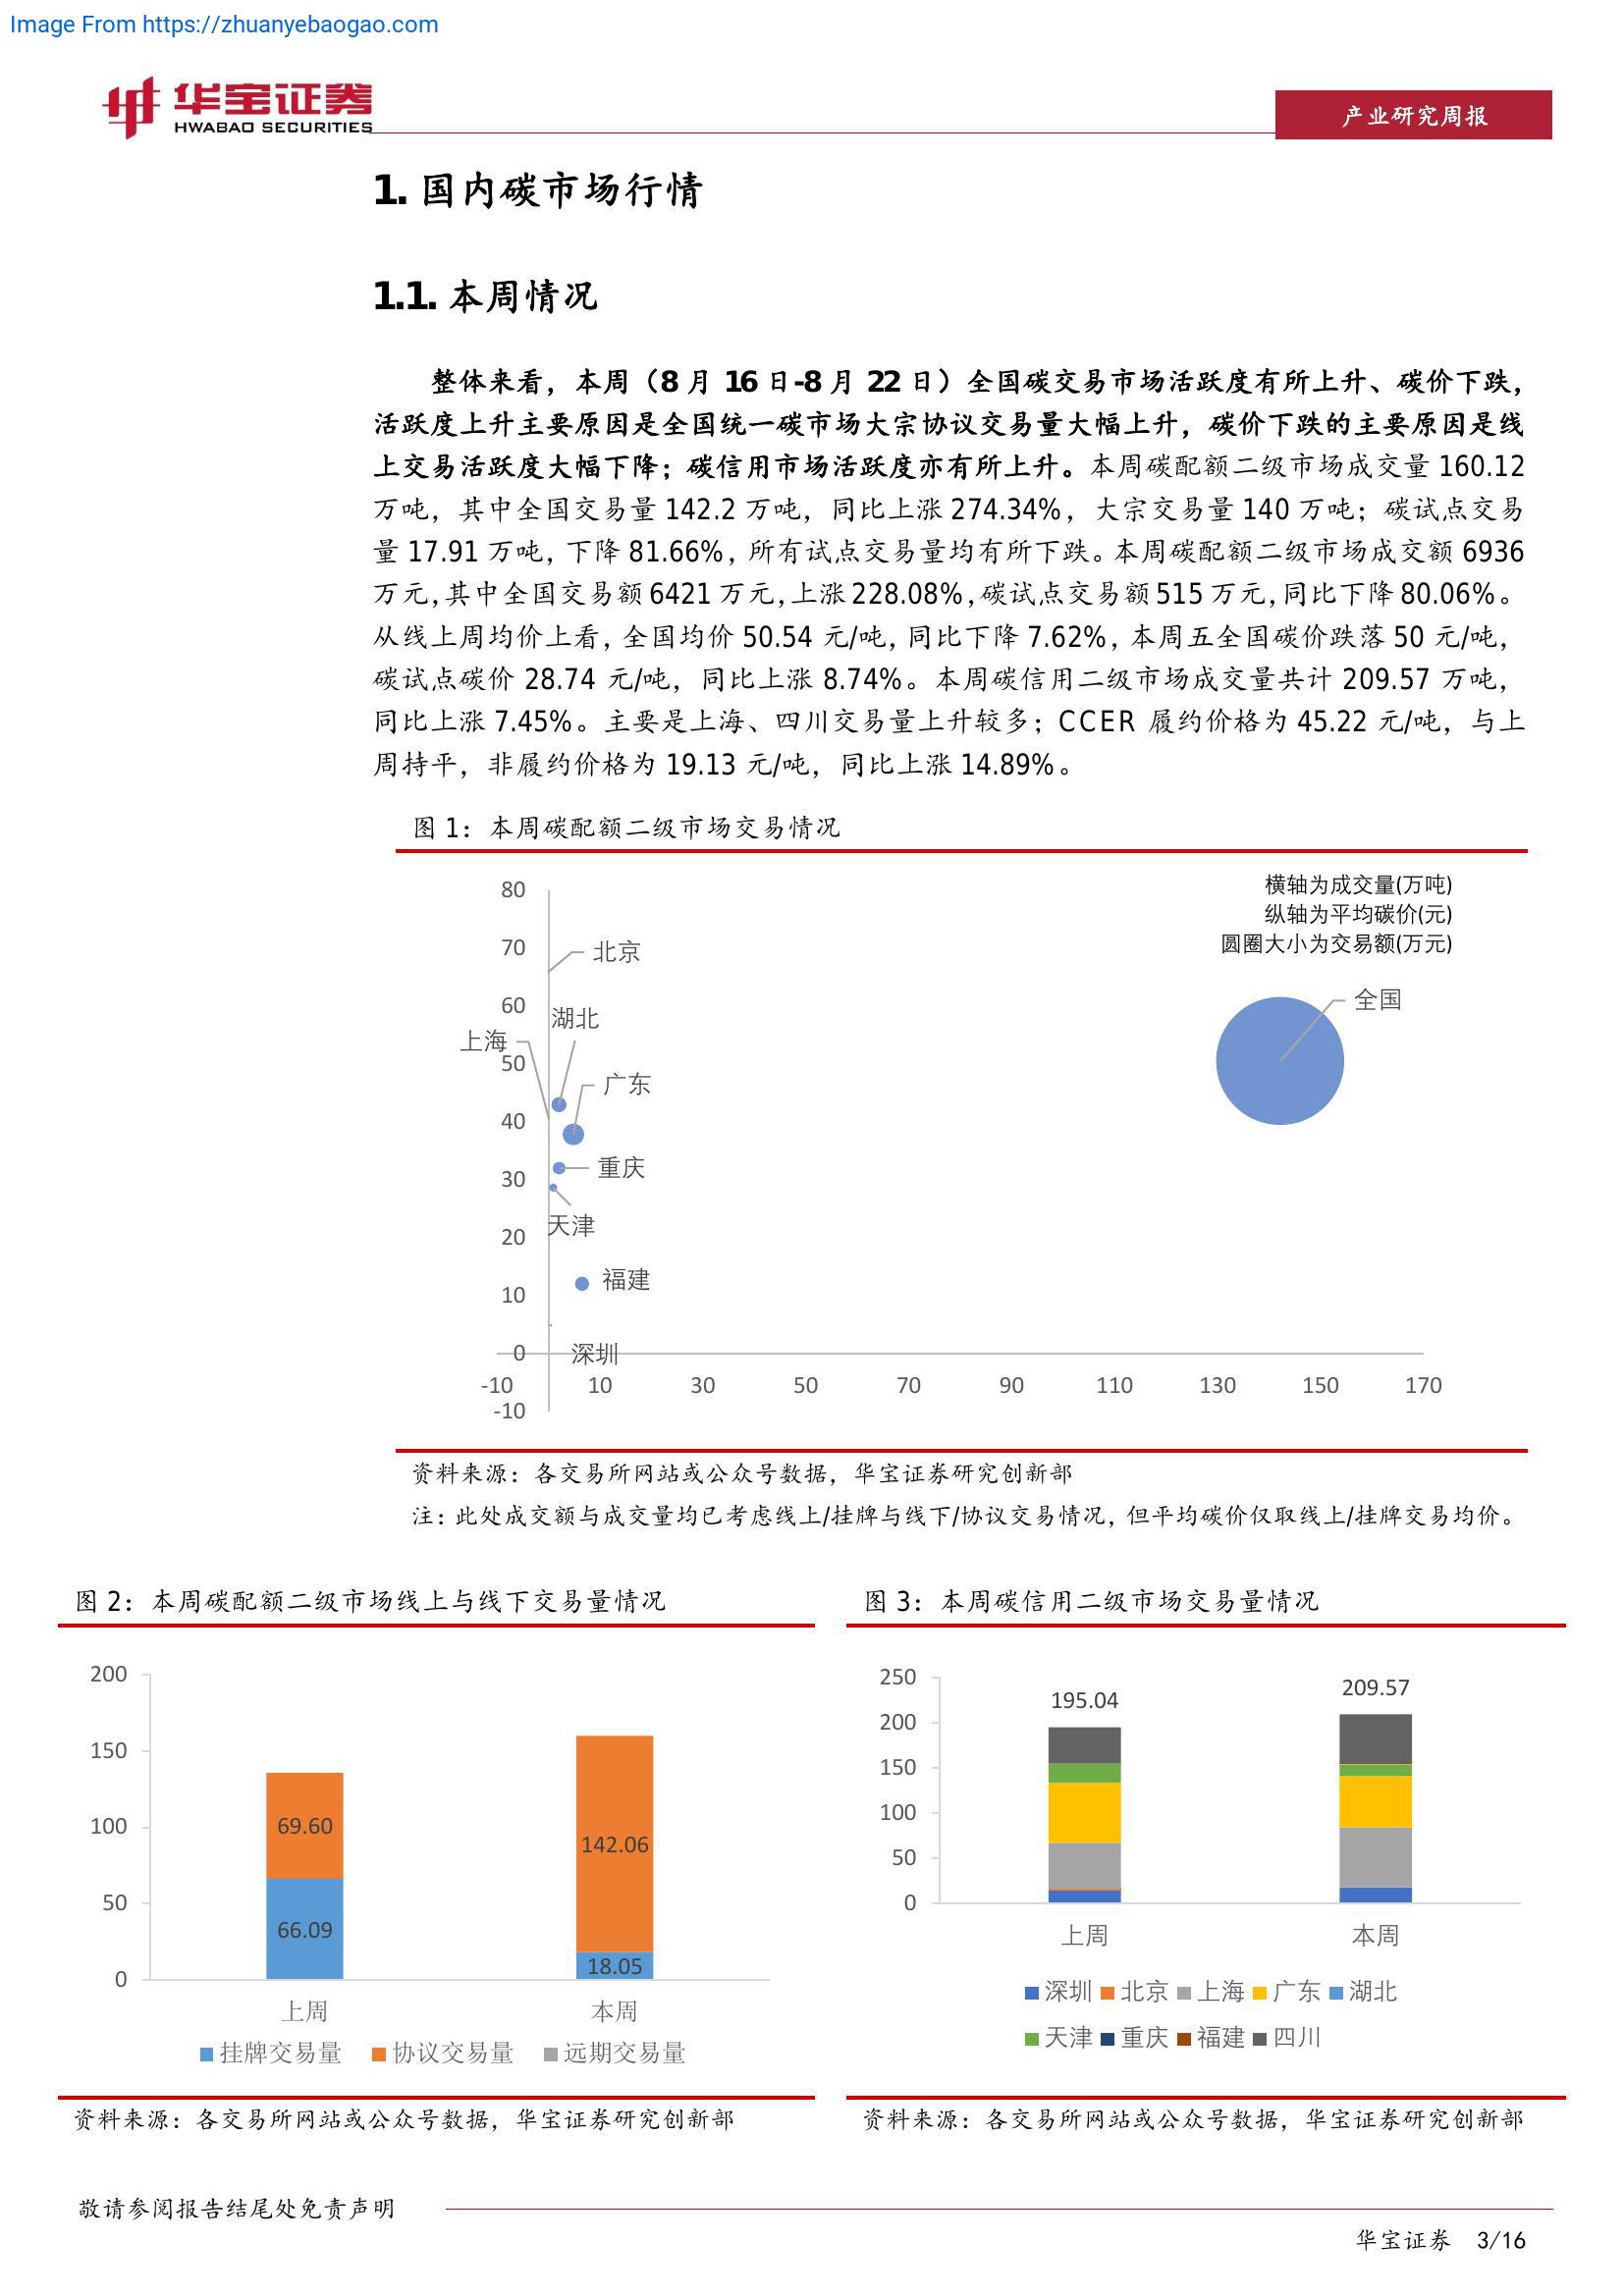 Image From https://zhuanyebaogao.com
华宝证券
HWABAO SECURITIES
产业研究周报
1. 国内碳市场行情
1.1. 本周情况
整体来看，本周（8 月 16 日-8 月 22 日）全国碳交易市场活跃度有所上升、碳价下跌，
活跃度上升主要原因是全国统一碳市场大宗协议交易量大幅上升，碳价下跌的主要原因是线
上交易活跃度大幅下降；碳信用市场活跃度亦有所上升。本周碳配额二级市场成交量 160.12
万吨，其中全国交易量 142.2 万吨，同比上涨 274.34%，大宗交易量 140 万吨；碳试点交易
量 17.91 万吨，下降 81.66%，所有试点交易量均有所下跌。本周碳配额二级市场成交额 6936
万元，其中全国交易额 6421 万元，上涨 228.08%，碳试点交易额 515 万元，同比下降 80.06%。
从线上周均价上看，全国均价 50.54 元/吨，同比下降 7.62%，本周五全国碳价跌落 50 元/吨，
碳试点碳价 28.74 元/吨，同比上涨 8.74%。本周碳信用二级市场成交量共计 209.57 万吨，
同比上涨 7.45%。主要是上海、四川交易量上升较多；CCER 履约价格为 45.22 元/吨，与上
周持平，非履约价格为 19.13 元/吨，同比上涨 14.89%。
图 1：本周碳配额二级市场交易情况
横轴为成交量(万吨)
纵轴为平均碳价(元)
圆圈大小为交易额(万元)
80
70
60
50
40
30
20
10
0
-10
北京
湖北
上海
广东
重庆
天津
福建
深圳
全国
-10 10 30 50 70 90 110 130 150 170
资料来源：各交易所网站或公众号数据，华宝证券研究创新部
注：此处成交额与成交量均已考虑线上/挂牌与线下/协议交易情况，但平均碳价仅取线上/挂牌交易均价。
图 2：本周碳配额二级市场线上与线下交易量情况
200
150
100
50
0
69.60
66.09
142.06
18.05
上周 本周
挂牌交易量 协议交易量 远期交易量
资料来源：各交易所网站或公众号数据，华宝证券研究创新部
图 3：本周碳信用二级市场交易量情况
250
200
150
100
50
0
195.04
209.57
上周 本周
深圳 北京 上海 广东 湖北
天津 重庆 福建 四川
资料来源：各交易所网站或公众号数据，华宝证券研究创新部
敬请参阅报告结尾处免责声明
华宝证券 3/16